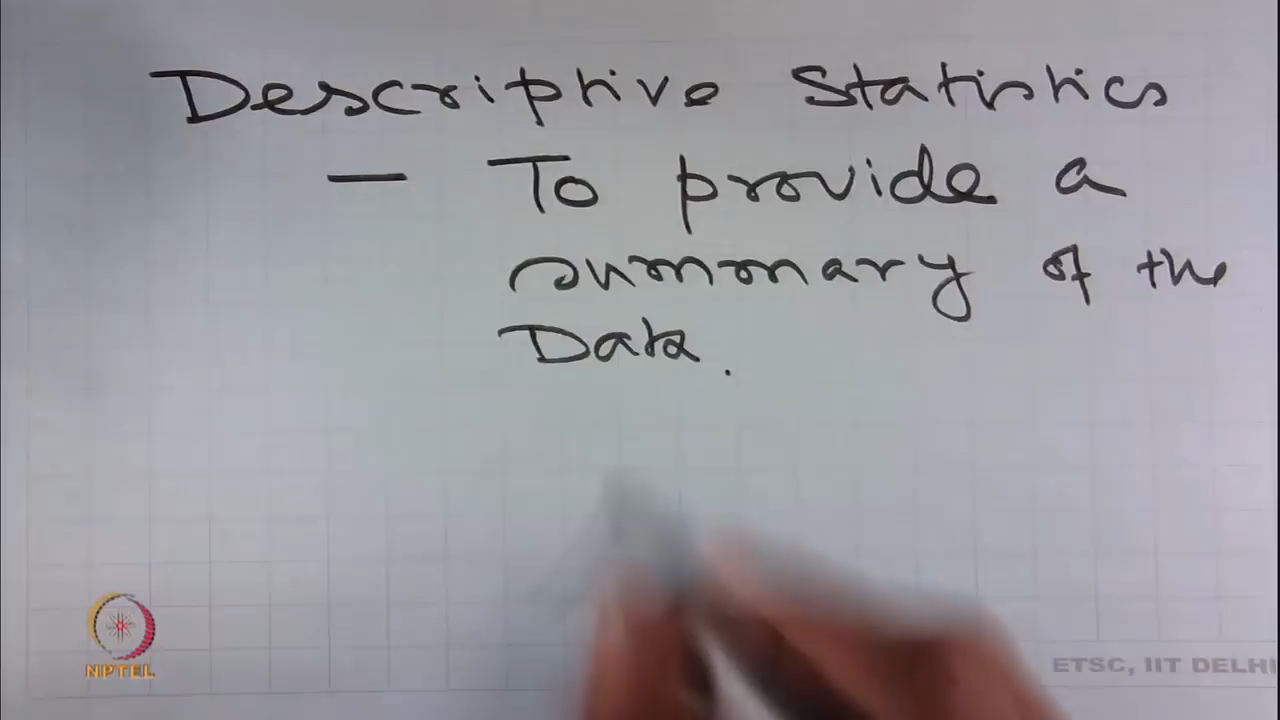 Descriptive Statistics
— To provide a
summary of the
Data.
NPTEL
ETSC, IIT DELHI